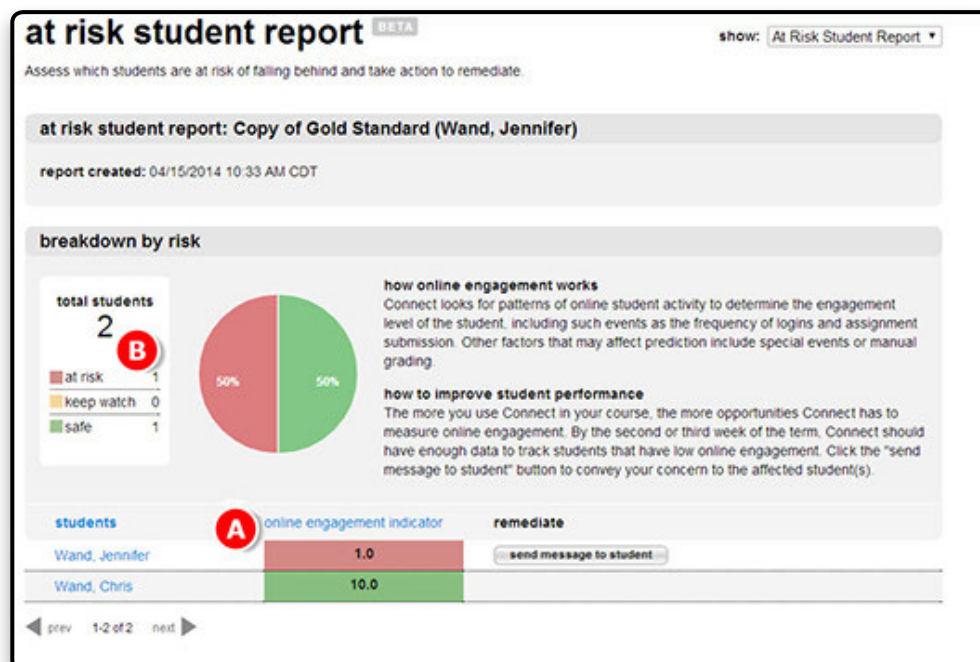 at risk student report BETA
show: At Risk Student Report
Assess which students are at risk of falling behind and take action to remediate.
at risk student report: Copy of Gold Standard (Wand, Jennifer)
report created: 04/15/2014 10:33 AM CDT
breakdown by risk
total students
2
B
at risk 1
keep watch 0
safe 1
50%
50%
how online engagement works
Connect looks for patterns of online student activity to determine the engagement
level of the student, including such events as the frequency of logins and assignment
submission. Other factors that may affect prediction include special events or manual
grading.
how to improve student performance
The more you use Connect in your course, the more opportunities Connect has to
measure online engagement. By the second or third week of the term, Connect should
have enough data to track students that have low online engagement. Click the "send
message to student" button to convey your concern to the affected student(s).
students A online engagement indicator remediate
Wand, Jennifer 1.0 send message to student
Wand, Chris 10.0
prev 1-2 of 2 next